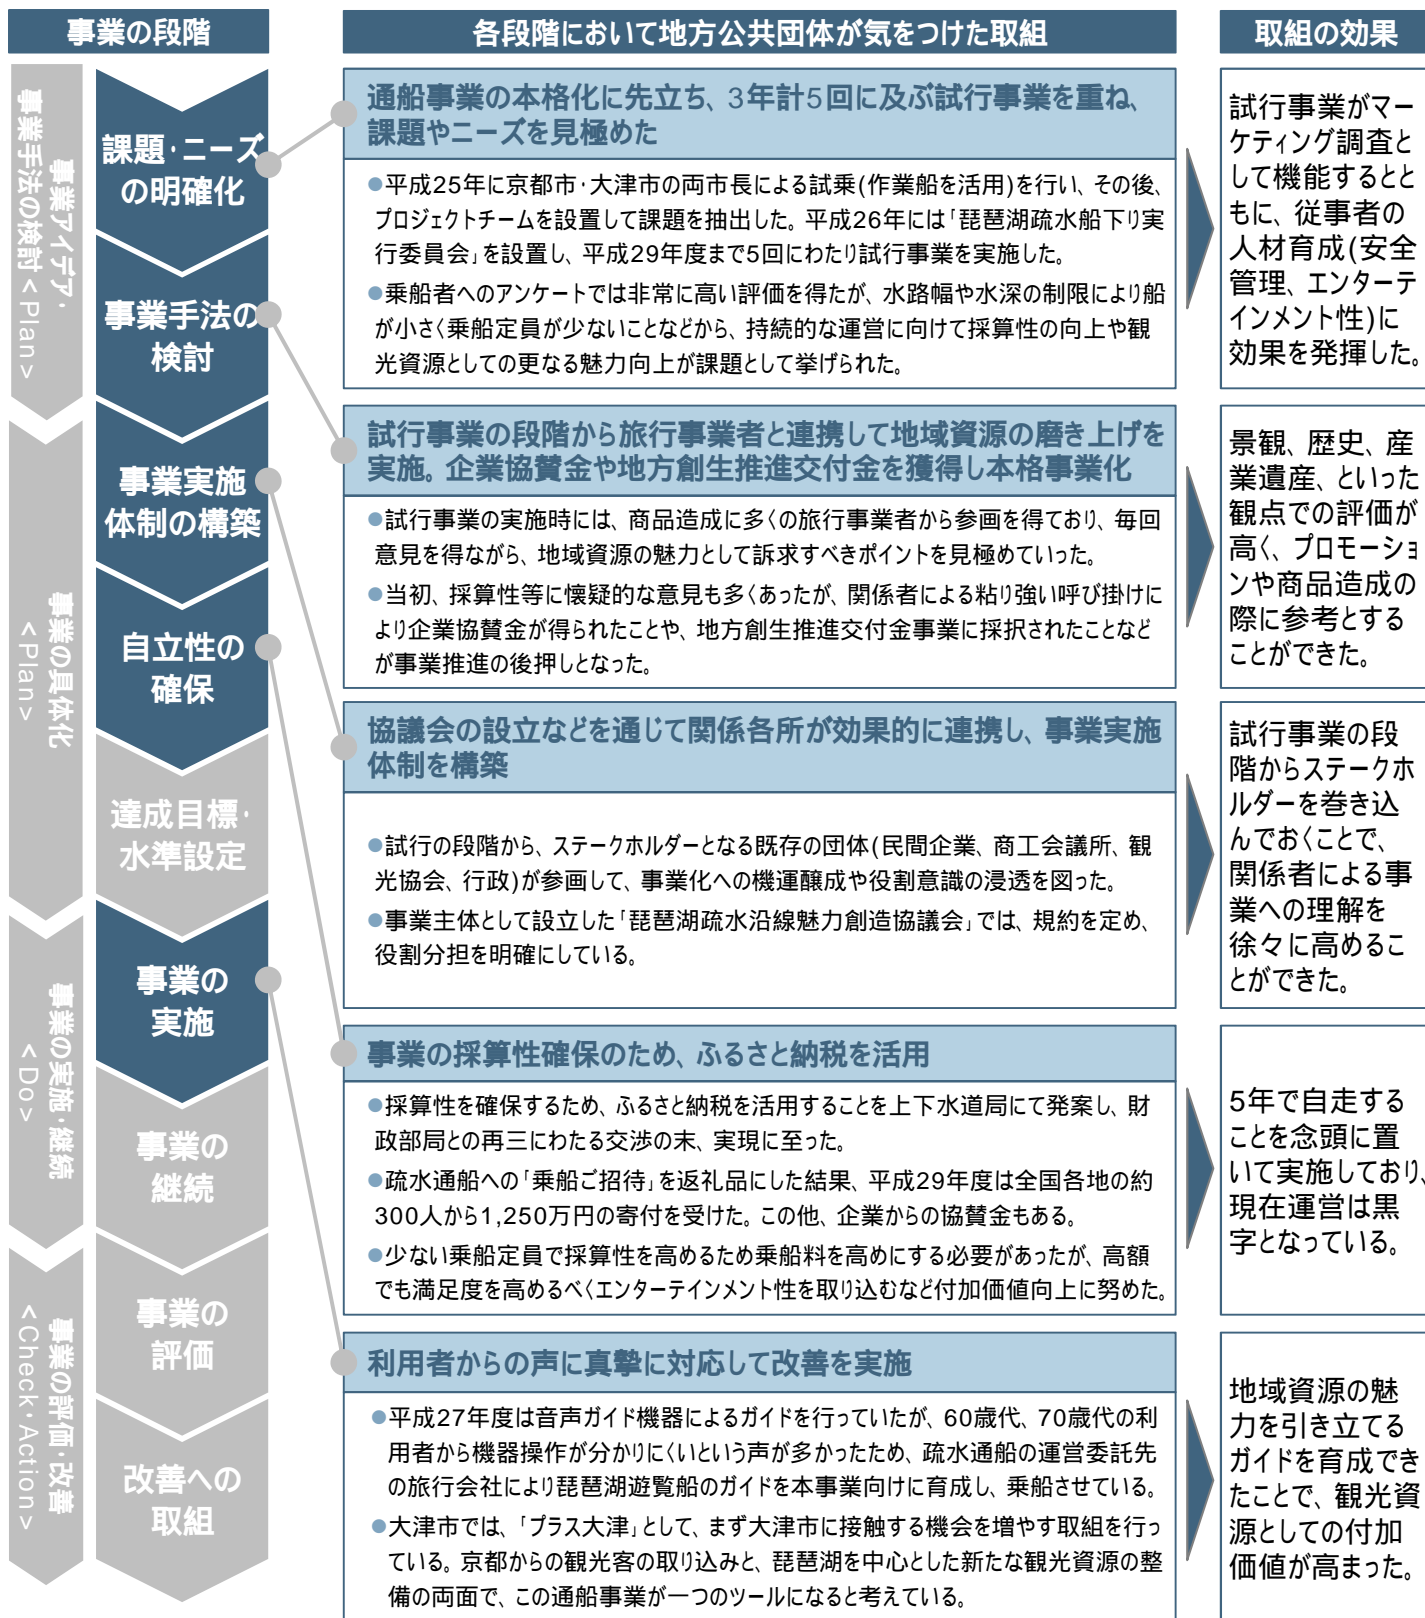 事業の段階
各段階において地方公共団体が気をつけた取組
取組の効果
事業アイデア・
事業手法の検討<Plan>
事業の具体化
<Plan>
事業の実施・継続
<Do>
事業の評価・改善
<Check・Action>
課題・ニーズ
の明確化
事業手法の
検討
事業実施
体制の構築
自立性の
確保
達成目標・
水準設定
事業の
実施
事業の
継続
事業の
評価
改善への
取組
通船事業の本格化に先立ち、3年計5回に及ぶ試行事業を重ね、
課題やニーズを見極めた
●平成25年に京都市・大津市の両市長による試乗(作業船を活用)を行い、その後、
プロジェクトチームを設置して課題を抽出した。平成26年には「琵琶湖疏水船下り実
行委員会」を設置し、平成29年度まで5回にわたり試行事業を実施した。
●乗船者へのアンケートでは非常に高い評価を得たが、水路幅や水深の制限により船
が小さく乗船定員が少ないことなどから、持続的な運営に向けて採算性の向上や観
光資源としての更なる魅力向上が課題として挙げられた。
試行事業がマー
ケティング調査と
して機能するとと
もに、従事者の
人材育成(安全
管理、エンターテ
インメント性)に
効果を発揮した。
試行事業の段階から旅行事業者と連携して地域資源の磨き上げを
実施。企業協賛金や地方創生推進交付金を獲得し本格事業化
●試行事業の実施時には、商品造成に多くの旅行事業者から参画を得ており、毎回
意見を得ながら、地域資源の魅力として訴求すべきポイントを見極めていった。
●当初、採算性等に懐疑的な意見も多くあったが、関係者による粘り強い呼び掛けに
より企業協賛金が得られたことや、地方創生推進交付金事業に採択されたことなど
が事業推進の後押しとなった。
景観、歴史、産
業遺産、といった
観点での評価が
高く、プロモーショ
ンや商品造成の
際に参考とする
ことができた。
協議会の設立などを通じて関係各所が効果的に連携し、事業実施
体制を構築
●試行の段階から、ステークホルダーとなる既存の団体(民間企業、商工会議所、観
光協会、行政)が参画して、事業化への機運醸成や役割意識の浸透を図った。
●事業主体として設立した「琵琶湖疏水沿線魅力創造協議会」では、規約を定め、
役割分担を明確にしている。
試行事業の段
階からステークホ
ルダーを巻き込
んでおくことで、
関係者による事
業への理解を
徐々に高めるこ
とができた。
事業の採算性確保のため、ふるさと納税を活用
●採算性を確保するため、ふるさと納税を活用することを上下水道局にて発案し、財
政部局との再三にわたる交渉の末、実現に至った。
●疏水通船への「乗船ご招待」を返礼品にした結果、平成29年度は全国各地の約
300人から1,250万円の寄付を受けた。この他、企業からの協賛金もある。
●少ない乗船定員で採算性を高めるため乗船料を高めにする必要があったが、高額
でも満足度を高めるべくエンターテインメント性を取り込むなど付加価値向上に努めた。
5年で自走する
ことを念頭に置
いて実施しており、
現在運営は黒
字となっている。
利用者からの声に真摯に対応して改善を実施
●平成27年度は音声ガイド機器によるガイドを行っていたが、60歳代、70歳代の利
用者から機器操作が分かりにくいという声が多かったため、疏水通船の運営委託先
の旅行会社により琵琶湖遊覧船のガイドを本事業向けに育成し、乗船させている。
●大津市では、「プラス大津」として、まず大津市に接触する機会を増やす取組を行っ
ている。京都からの観光客の取り込みと、琵琶湖を中心とした新たな観光資源の整
備の両面で、この通船事業が一つのツールになると考えている。
地域資源の魅
力を引き立てる
ガイドを育成でき
たことで、観光資
源としての付加
価値が高まった。